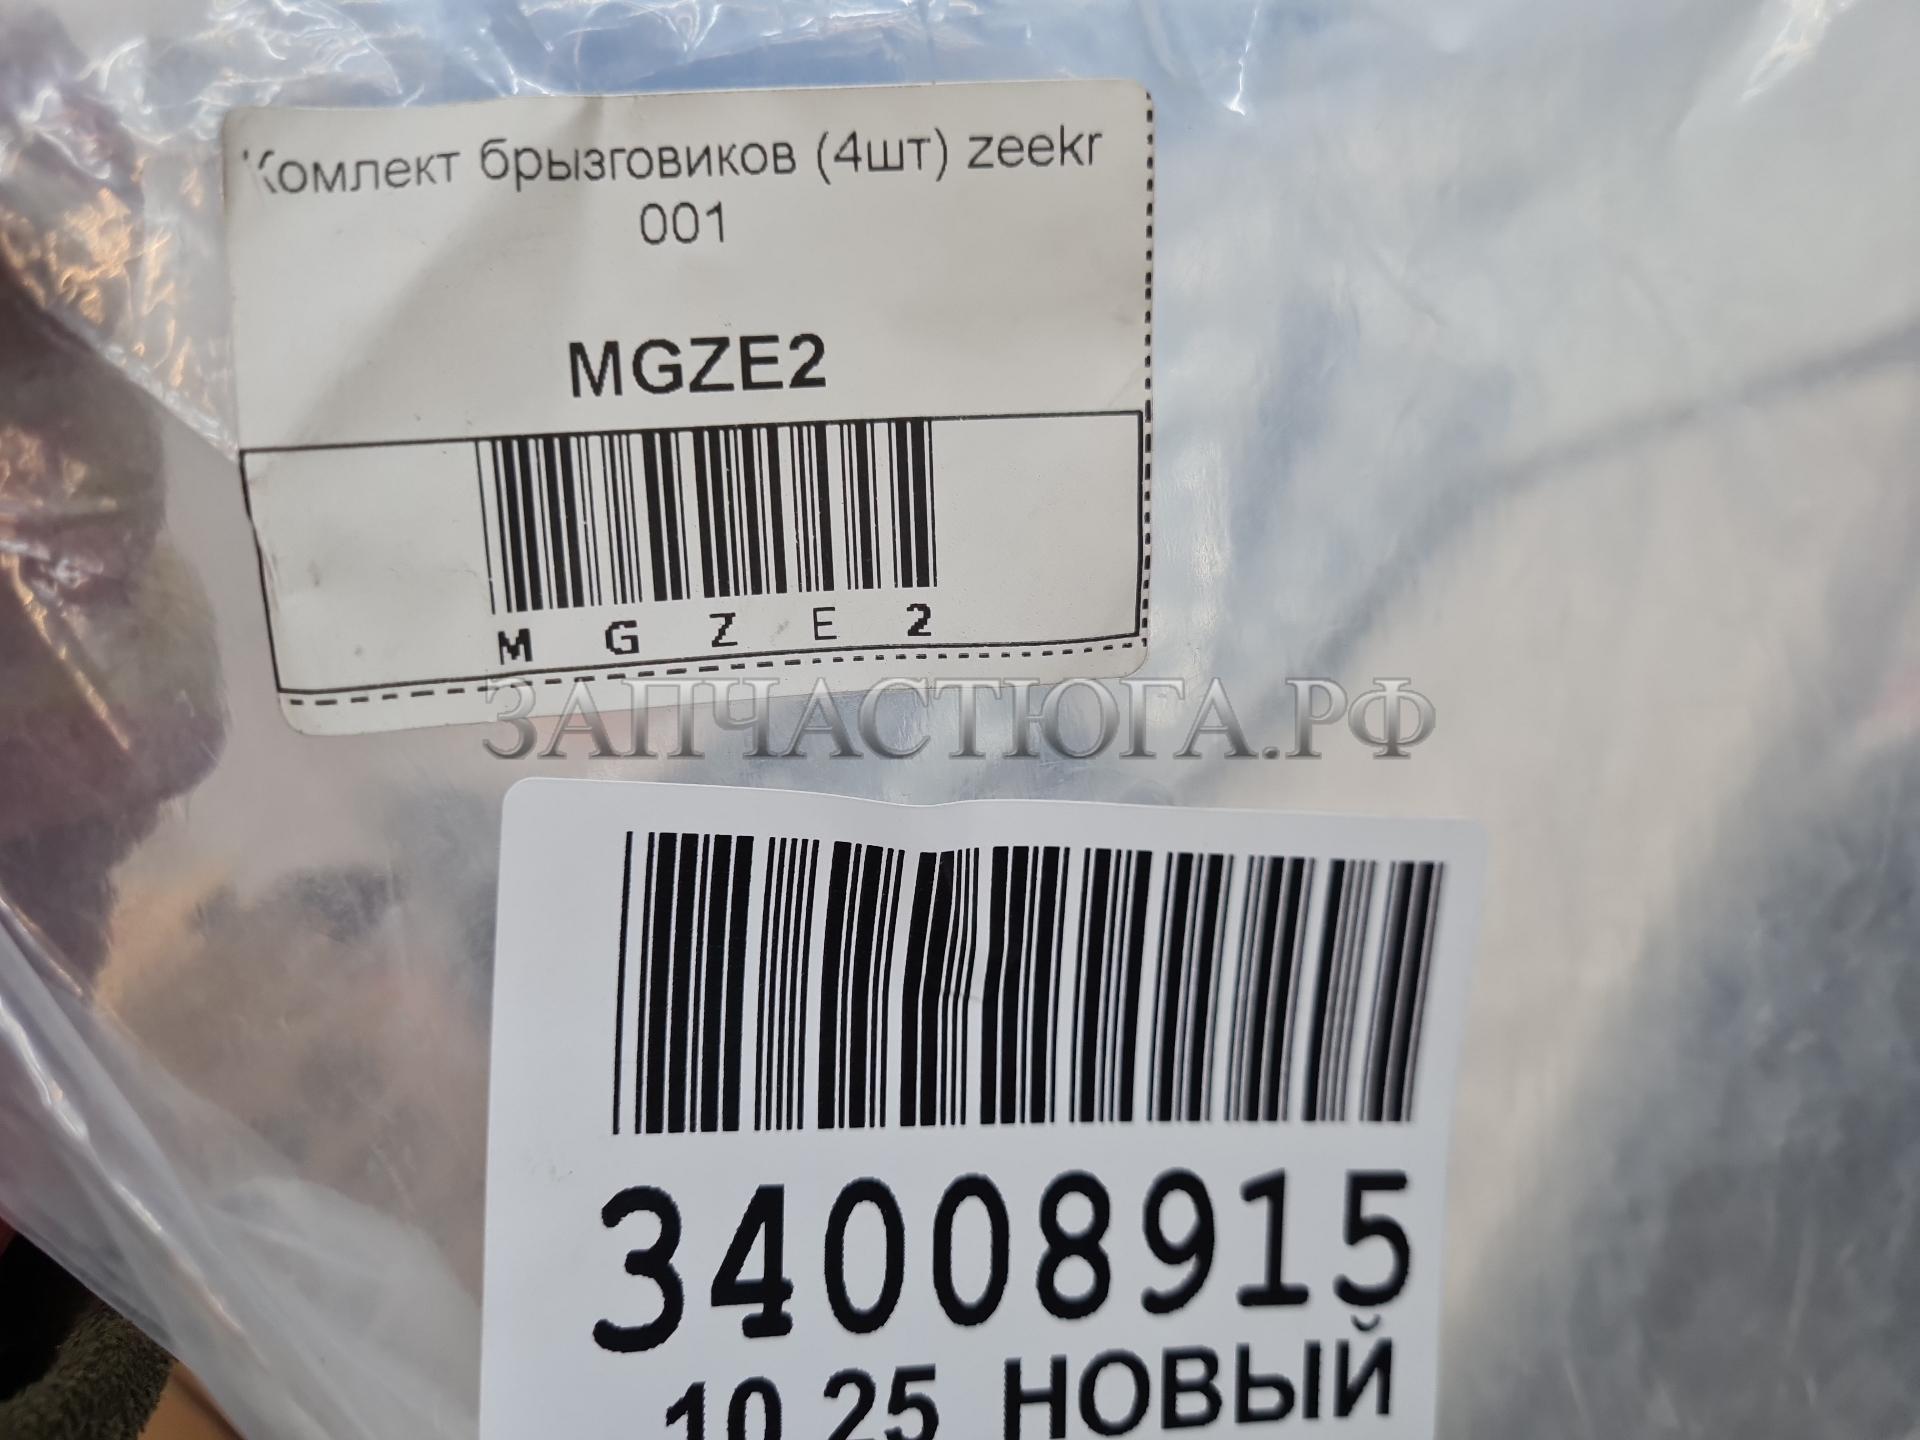 Комлект брызговиков (4шт) zeekr
001
MGZE2
M G Z E 2
ЗАПЧАСТЮГА.РФ
34008915
10 25 НОВЫЙ